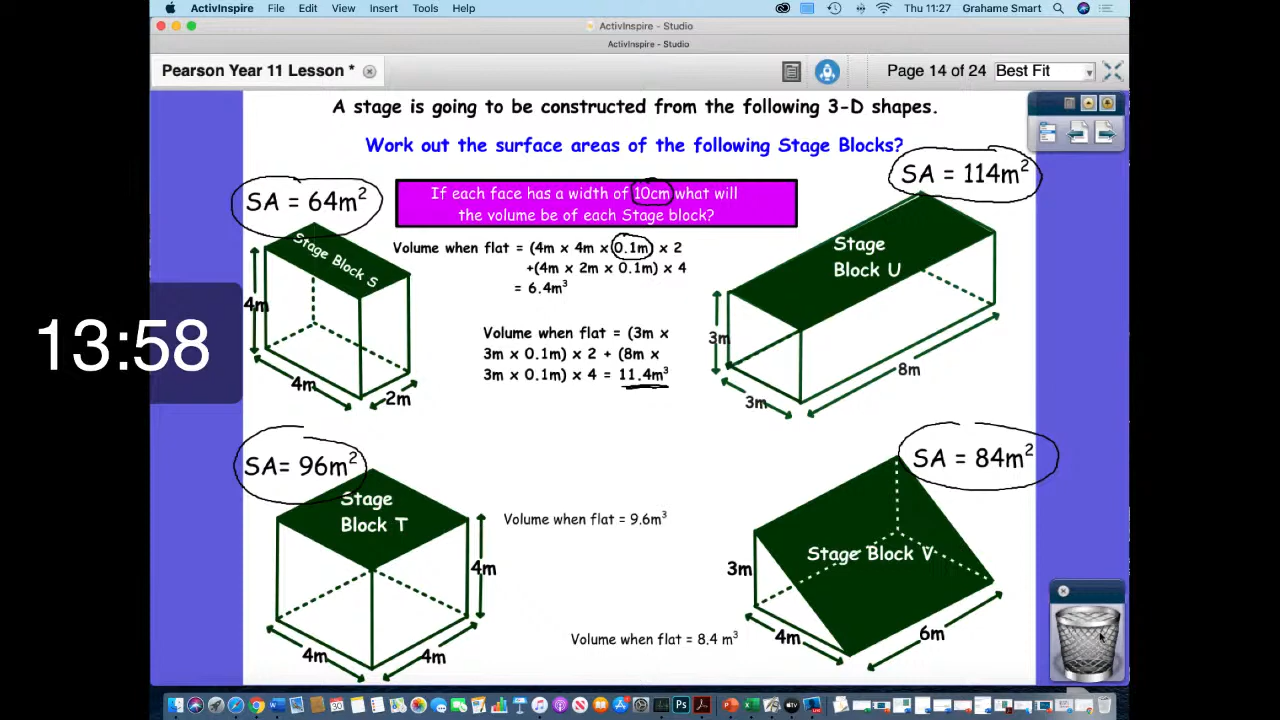 ActivInspire File Edit View Insert Tools Help Thu 11:27 Grahame Smart
ActivInspire - Studio
ActivInspire - Studio
Pearson Year 11 Lesson *
Page 14 of 24 Best Fit
A stage is going to be constructed from the following 3-D shapes.
Work out the surface areas of the following Stage Blocks?
If each face has a width of 10cm what will
the volume be of each Stage block?
SA = 64m²
Stage Block S
4m
4m
2m
Volume when flat = (4m x 4m x 0.1m) x 2
+(4m x 2m x 0.1m) x 4
= 6.4m³
Volume when flat = (3m x
3m x 0.1m) x 2 + (8m x
3m x 0.1m) x 4 = 11.4m³
SA = 114m²
Stage
Block U
3m
3m
8m
13:58
SA= 96m²
Stage
Block T
4m
4m
4m
Volume when flat = 9.6m³
SA = 84m²
Stage Block V
3m
4m
6m
Volume when flat = 8.4 m³